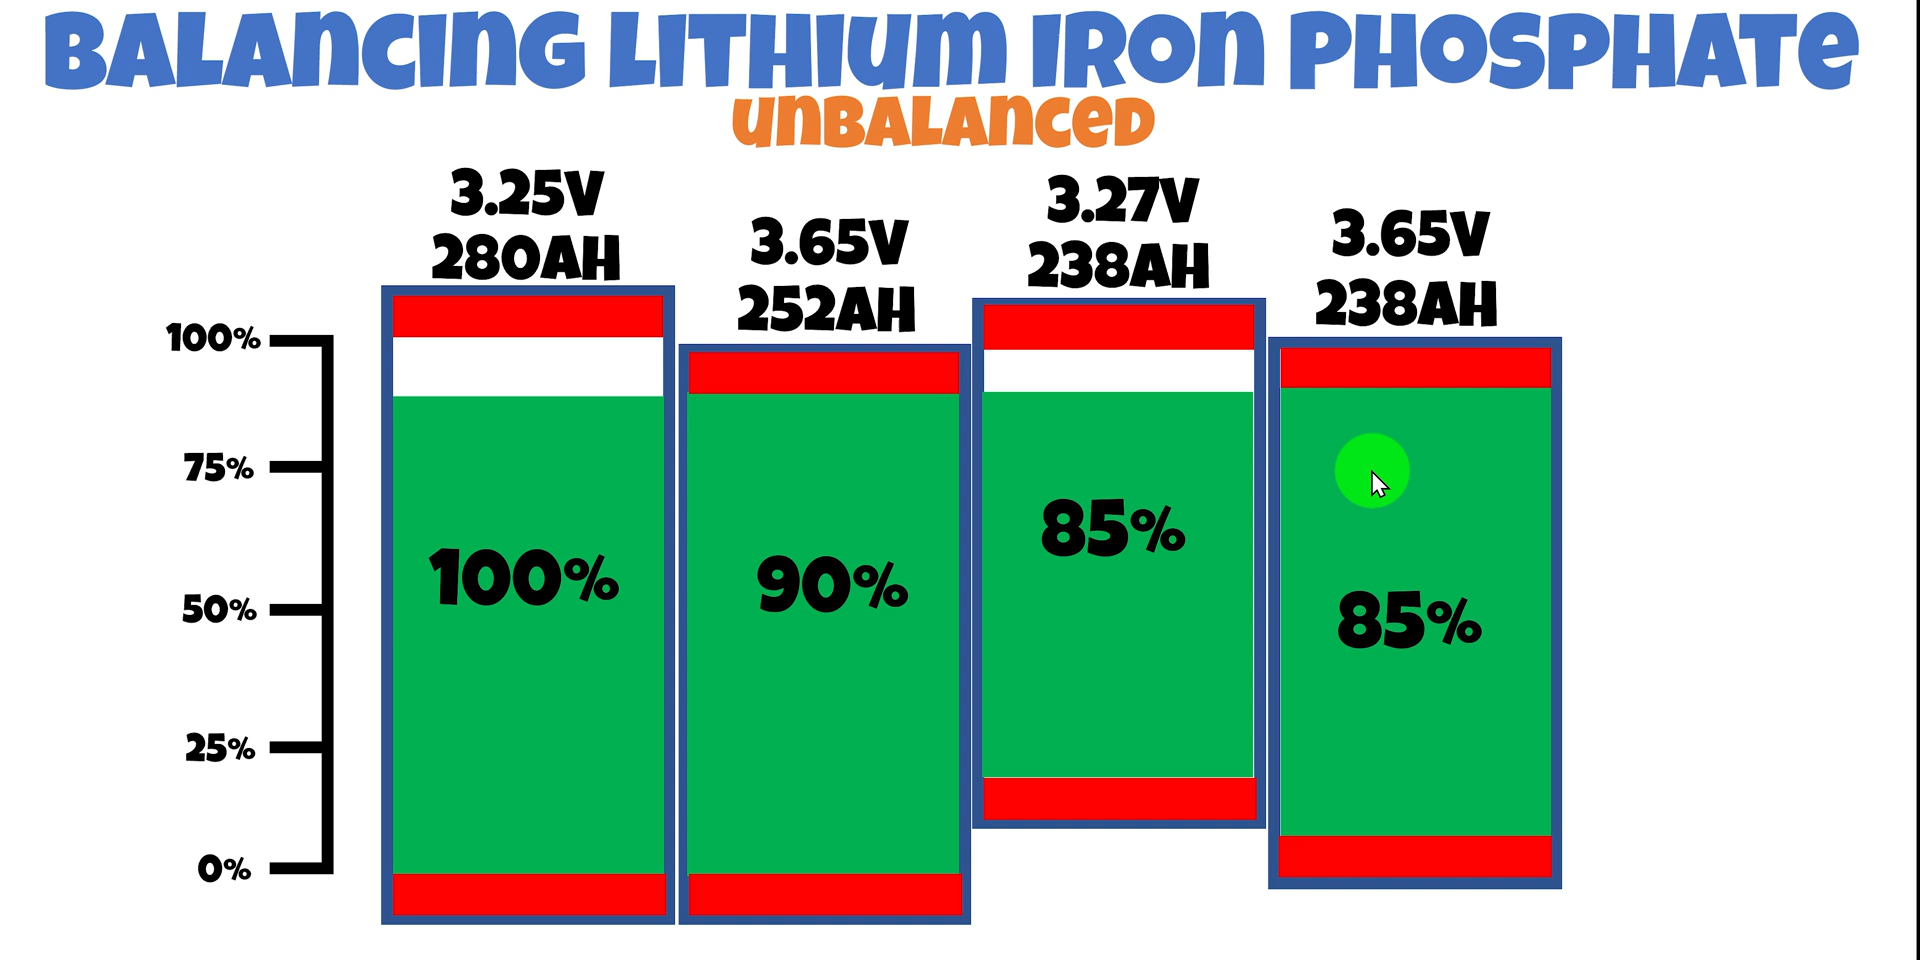 BALANCING LITHIUM IRON PHOSPHATE
UNBALANCED
3.25V
280AH
3.65V
252AH
3.27V
238AH
3.65V
238AH
100%
75%
50%
25%
0%
100%
90%
85%
85%